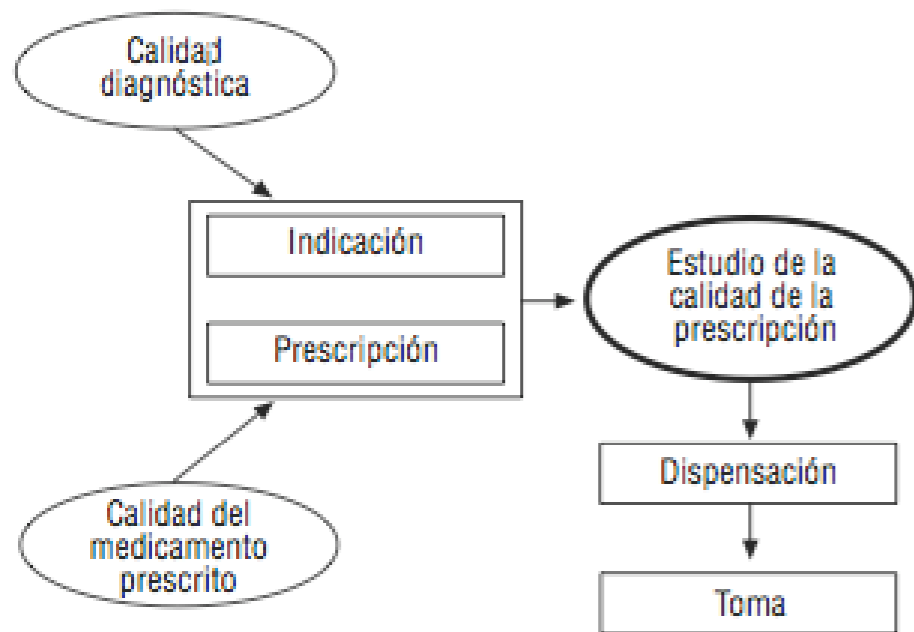 Calidad
diagnóstica
Indicación
Prescripción
Calidad del
medicamento
prescrito
Estudio de la
calidad de la
prescripción
Dispensación
Toma